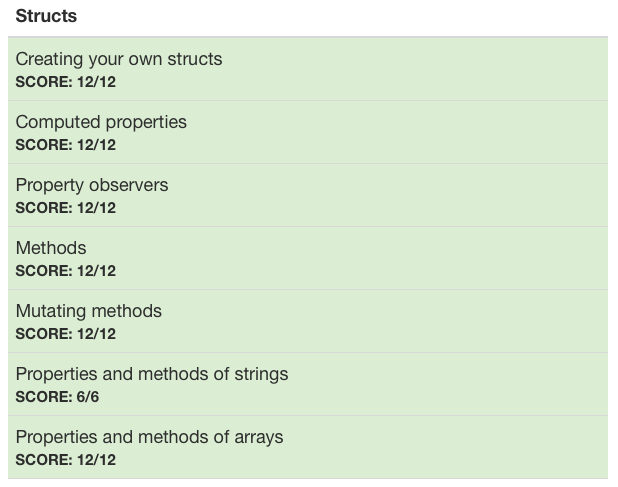 Structs
Creating your own structs
SCORE: 12/12
Computed properties
SCORE: 12/12
Property observers
SCORE: 12/12
Methods
SCORE: 12/12
Mutating methods
SCORE: 12/12
Properties and methods of strings
SCORE: 6/6
Properties and methods of arrays
SCORE: 12/12